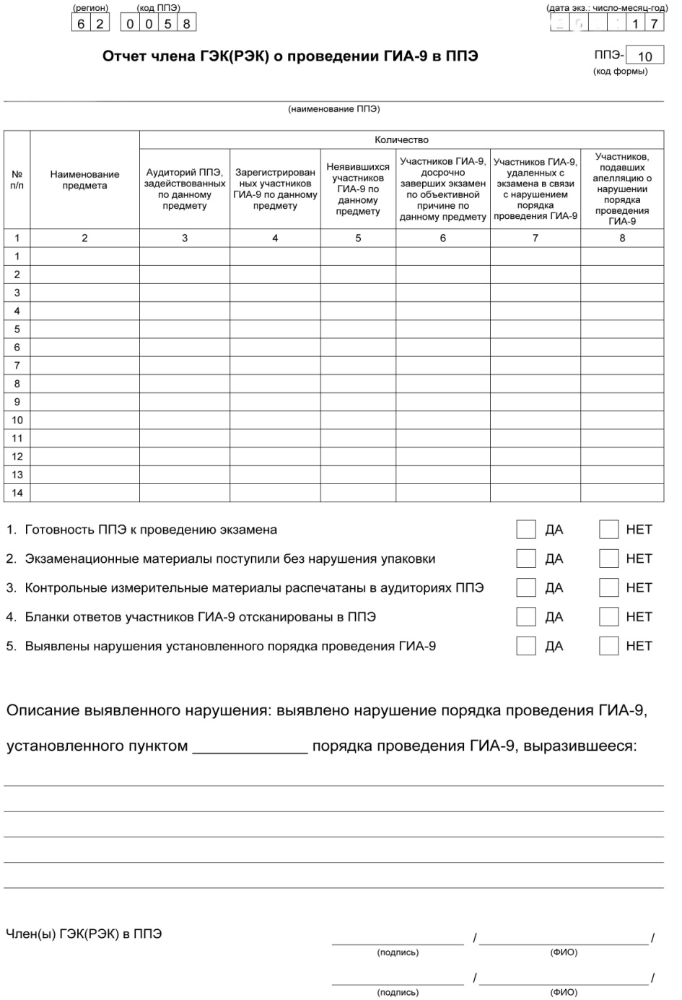 (регион) (код ППЭ) (дата экз.: число-месяц-год)
6 2 0 0 5 8 1 7
Отчет члена ГЭК(РЭК) о проведении ГИА-9 в ППЭ
ППЭ- 10
(код формы)
(наименование ППЭ)
Количество
№
п/п
Наименование
предмета
Аудиторий ППЭ,
задействованных
по данному
предмету
Зарегистрирован
ных участников
ГИА-9 по данному
предмету
Неявившихся
участников
ГИА-9 по
данному
предмету
Участников ГИА-9,
досрочно
заверших экзамен
по объективной
причине по
данному предмету
Участников ГИА-9,
удаленных с
экзамена в связи
с нарушением
порядка
проведения ГИА-9
Участников,
подавших
апелляцию о
нарушении
порядка
проведения
ГИА-9
1 2 3 4 5 6 7 8
1
2
3
4
5
6
7
8
9
10
11
12
13
14
1. Готовность ППЭ к проведению экзамена ДА НЕТ
2. Экзаменационные материалы поступили без нарушения упаковки ДА НЕТ
3. Контрольные измерительные материалы распечатаны в аудиториях ППЭ ДА НЕТ
4. Бланки ответов участников ГИА-9 отсканированы в ППЭ ДА НЕТ
5. Выявлены нарушения установленного порядка проведения ГИА-9 ДА НЕТ
Описание выявленного нарушения: выявлено нарушение порядка проведения ГИА-9,
установленного пунктом _____________ порядка проведения ГИА-9, выразившееся:
Член(ы) ГЭК(РЭК) в ППЭ
/ /
(подпись) (ФИО)
/ /
(подпись) (ФИО)